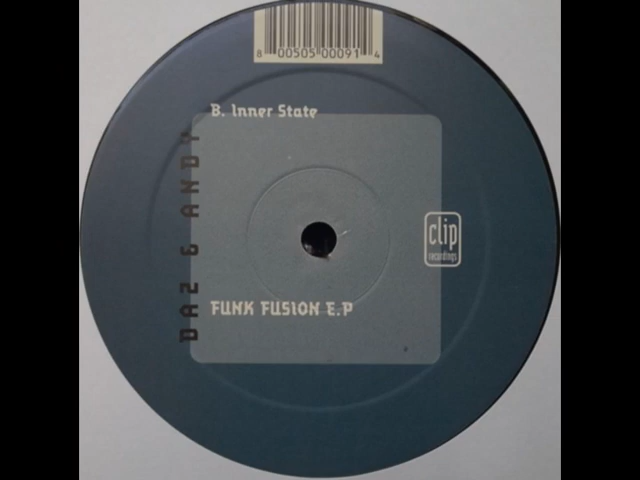 8 00505 00091 4
B. Inner State
DAZ & ANDY
clip
recordings
FUNK FUSION E.P